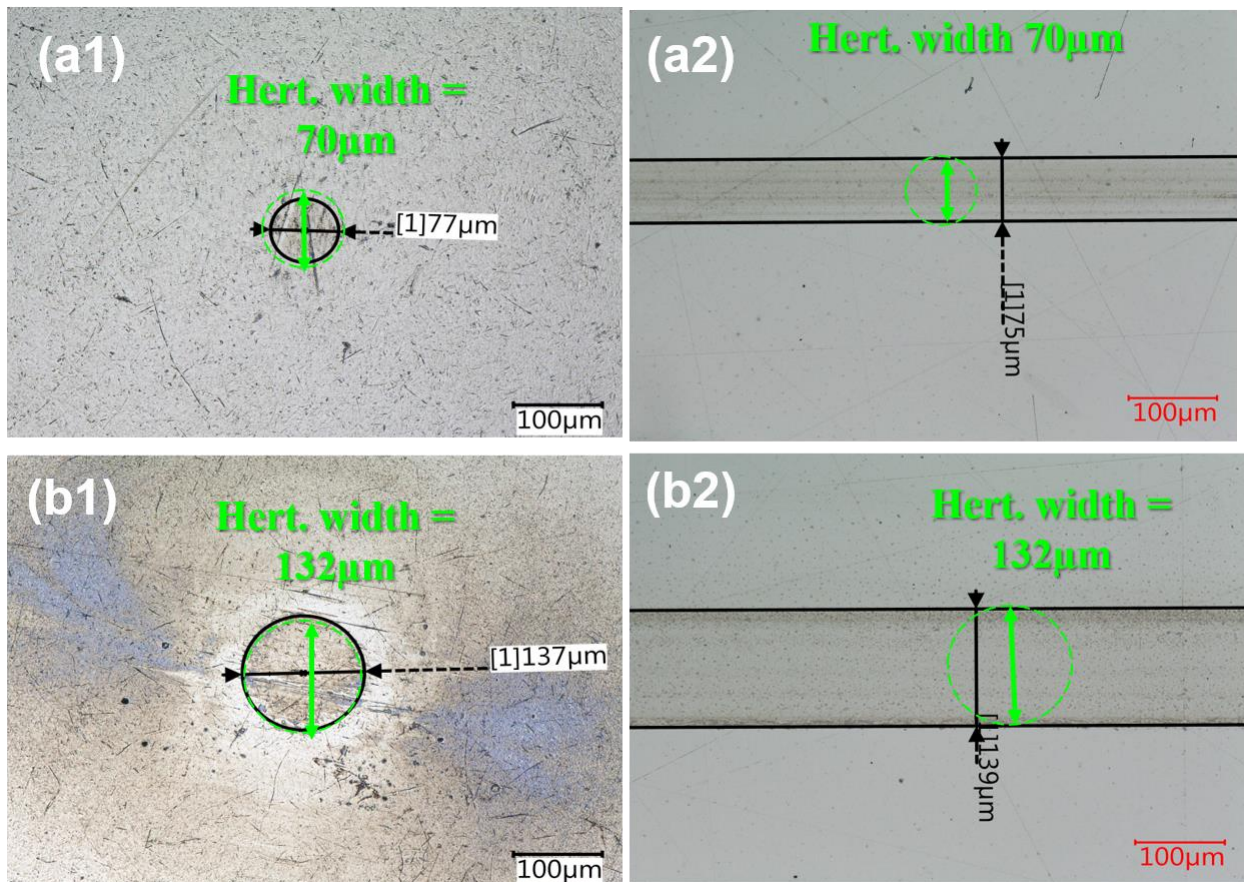 (a1)
Hert. width =
70μm
[1]77μm
100μm
(a2)
Hert. width 70μm
[1]75μm
100μm
(b1)
Hert. width =
132μm
[1]137μm
100μm
(b2)
Hert. width =
132μm
[1]139μm
100μm